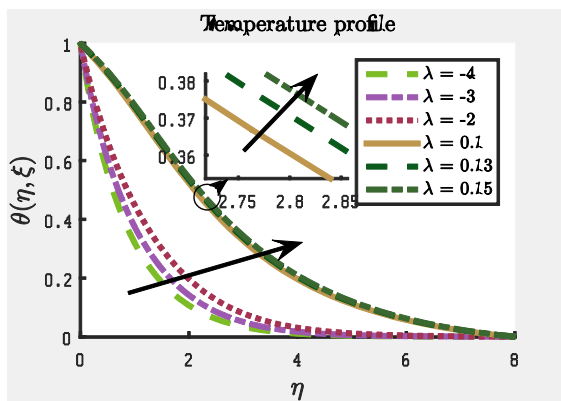 Temperature profile
1
0.8
0.6
0.4
0.2
0
0
2
4
6
8
θ(η, ξ)
η
0.38
0.37
0.36
2.75
2.8
2.85
λ = -4
λ = -3
λ = -2
λ = 0.1
λ = 0.13
λ = 0.15